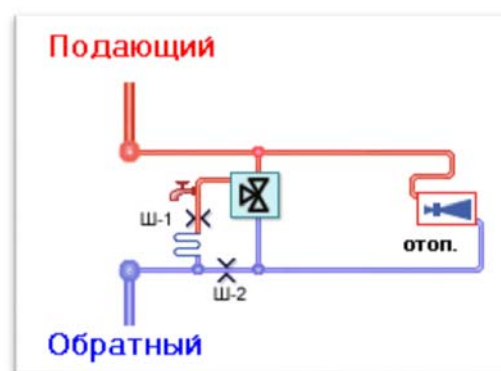 Подающий
Ш-1
отоп.
Ш-2
Обратный